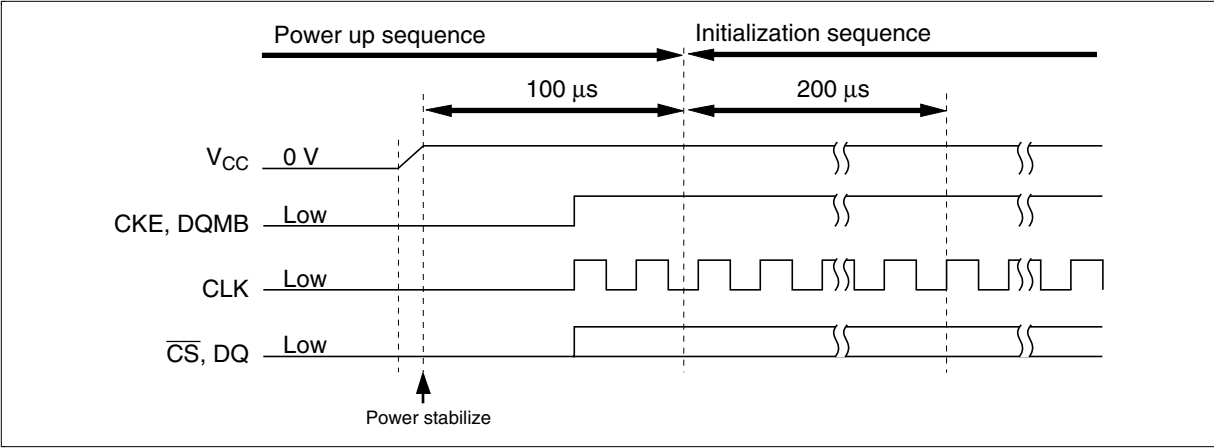 Power up sequence
Initialization sequence
100 μs
200 μs
VCC 0 V
CKE, DQMB Low
CLK Low
C̅S̅, DQ Low
Power stabilize